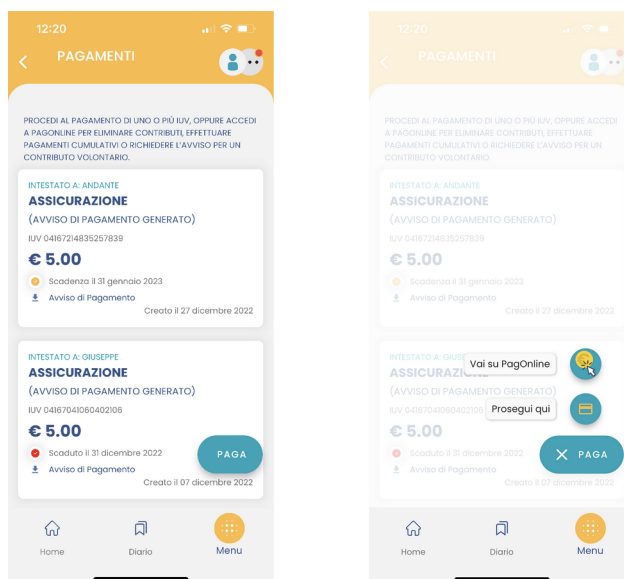 12:20
PAGAMENTI
PROCEDI AL PAGAMENTO DI UNO O PIÙ IUV, OPPURE ACCEDI
A PAGONLINE PER ELIMINARE CONTRIBUTI, EFFETTUARE
PAGAMENTI CUMULATIVI O RICHIEDERE L'AVVISO PER UN
CONTRIBUTO VOLONTARIO.
INTESTATO A: ANDANTE
ASSICURAZIONE
(AVVISO DI PAGAMENTO GENERATO)
IUV 04167214835257839
€ 5.00
Scadenza il 31 gennaio 2023
Avviso di Pagamento
Creato il 27 dicembre 2022
INTESTATO A: GIUSEPPE
ASSICURAZIONE
(AVVISO DI PAGAMENTO GENERATO)
IUV 04167041060402106
€ 5.00
Scaduto il 31 dicembre 2022
PAGA
Avviso di Pagamento
Creato il 07 dicembre 2022
Home
Diario
Menu
12:20
PAGAMENTI
PROCEDI AL PAGAMENTO DI UNO O PIÙ IUV, OPPURE ACCEDI
A PAGONLINE PER ELIMINARE CONTRIBUTI, EFFETTUARE
PAGAMENTI CUMULATIVI O RICHIEDERE L'AVVISO PER UN
CONTRIBUTO VOLONTARIO.
INTESTATO A: ANDANTE
ASSICURAZIONE
(AVVISO DI PAGAMENTO GENERATO)
IUV 04167214835257839
€ 5.00
Scadenza il 31 gennaio 2023
Avviso di Pagamento
Creato il 27 dicembre 2022
INTESTATO A:
Vai su PagOnline
(AVVISO DI PAGAMENTO GENERATO)
IUV 04167041060402106
Prosegui qui
€ 5.00
Scaduto il 31 dicembre 2022
PAGA
Avviso di Pagamento
Creato il 07 dicembre 2022
Home
Diario
Menu